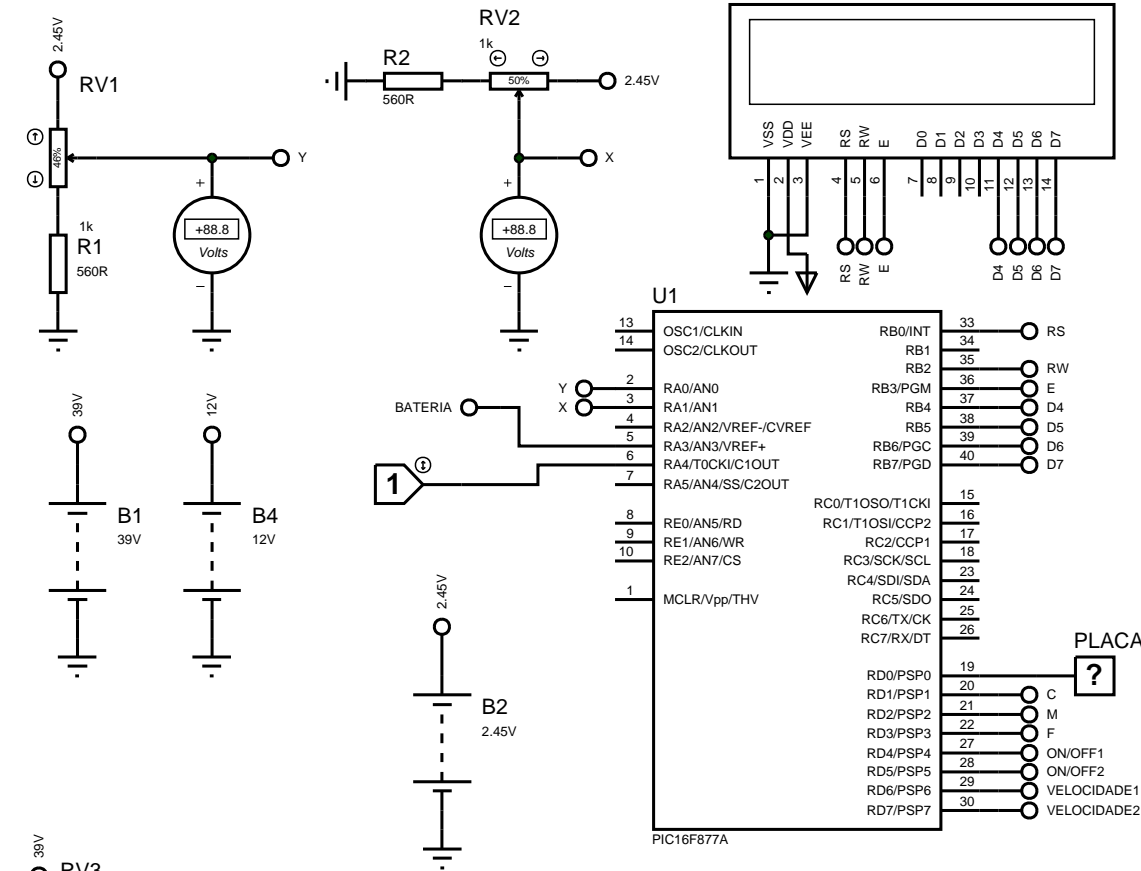 2.45V
RV1
46%
1k
R1
560R
Y
+
+88.8
Volts
–
RV2
1k
50%
R2
560R
2.45V
X
+
+88.8
Volts
–
VSS
VDD
VEE
RS
RW
E
D0
D1
D2
D3
D4
D5
D6
D7
1
2
3
4
5
6
7
8
9
10
11
12
13
14
RS
RW
E
D4
D5
D6
D7
U1
13 OSC1/CLKIN
14 OSC2/CLKOUT
Y 2 RA0/AN0
X 3 RA1/AN1
4 RA2/AN2/VREF-/CVREF
BATERIA 5 RA3/AN3/VREF+
1 6 RA4/T0CKI/C1OUT
7 RA5/AN4/SS/C2OUT
8 RE0/AN5/RD
9 RE1/AN6/WR
10 RE2/AN7/CS
1 MCLR/Vpp/THV
RB0/INT 33 RS
RB1 34
RB2 35 RW
RB3/PGM 36 E
RB4 37 D4
RB5 38 D5
RB6/PGC 39 D6
RB7/PGD 40 D7
RC0/T1OSO/T1CKI 15
RC1/T1OSI/CCP2 16
RC2/CCP1 17
RC3/SCK/SCL 18
RC4/SDI/SDA 23
RC5/SDO 24
RC6/TX/CK 25
RC7/RX/DT 26
PLACA
?
RD0/PSP0 19
RD1/PSP1 20 C
RD2/PSP2 21 M
RD3/PSP3 22 F
RD4/PSP4 27 ON/OFF1
RD5/PSP5 28 ON/OFF2
RD6/PSP6 29 VELOCIDADE1
RD7/PSP7 30 VELOCIDADE2
PIC16F877A
39V
B1
39V
12V
B4
12V
2.45V
B2
2.45V
39V
RV3